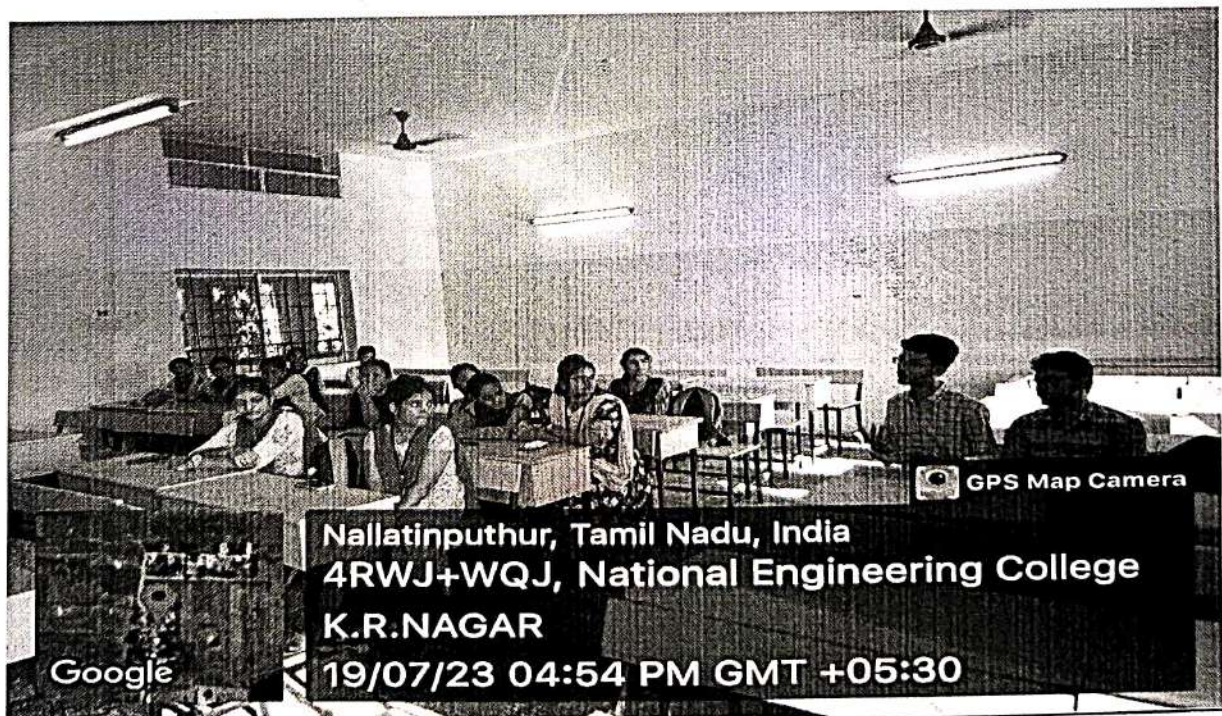 GPS Map Camera
Nallatinputhur, Tamil Nadu, India
4RWJ+WQJ, National Engineering College
K.R.NAGAR
19/07/23 04:54 PM GMT +05:30
Google